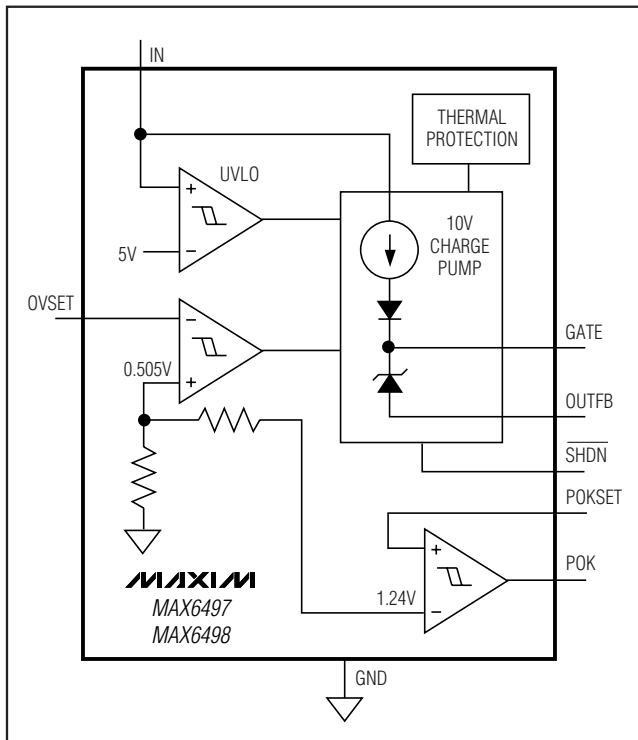 IN
THERMAL
PROTECTION
UVLO
+
−
5V
10V
CHARGE
PUMP
OVSET
−
0.505V
+
GATE
OUTFB
SHDN
POKSET
+
POK
1.24V
−
MAXIM
MAX6497
MAX6498
GND